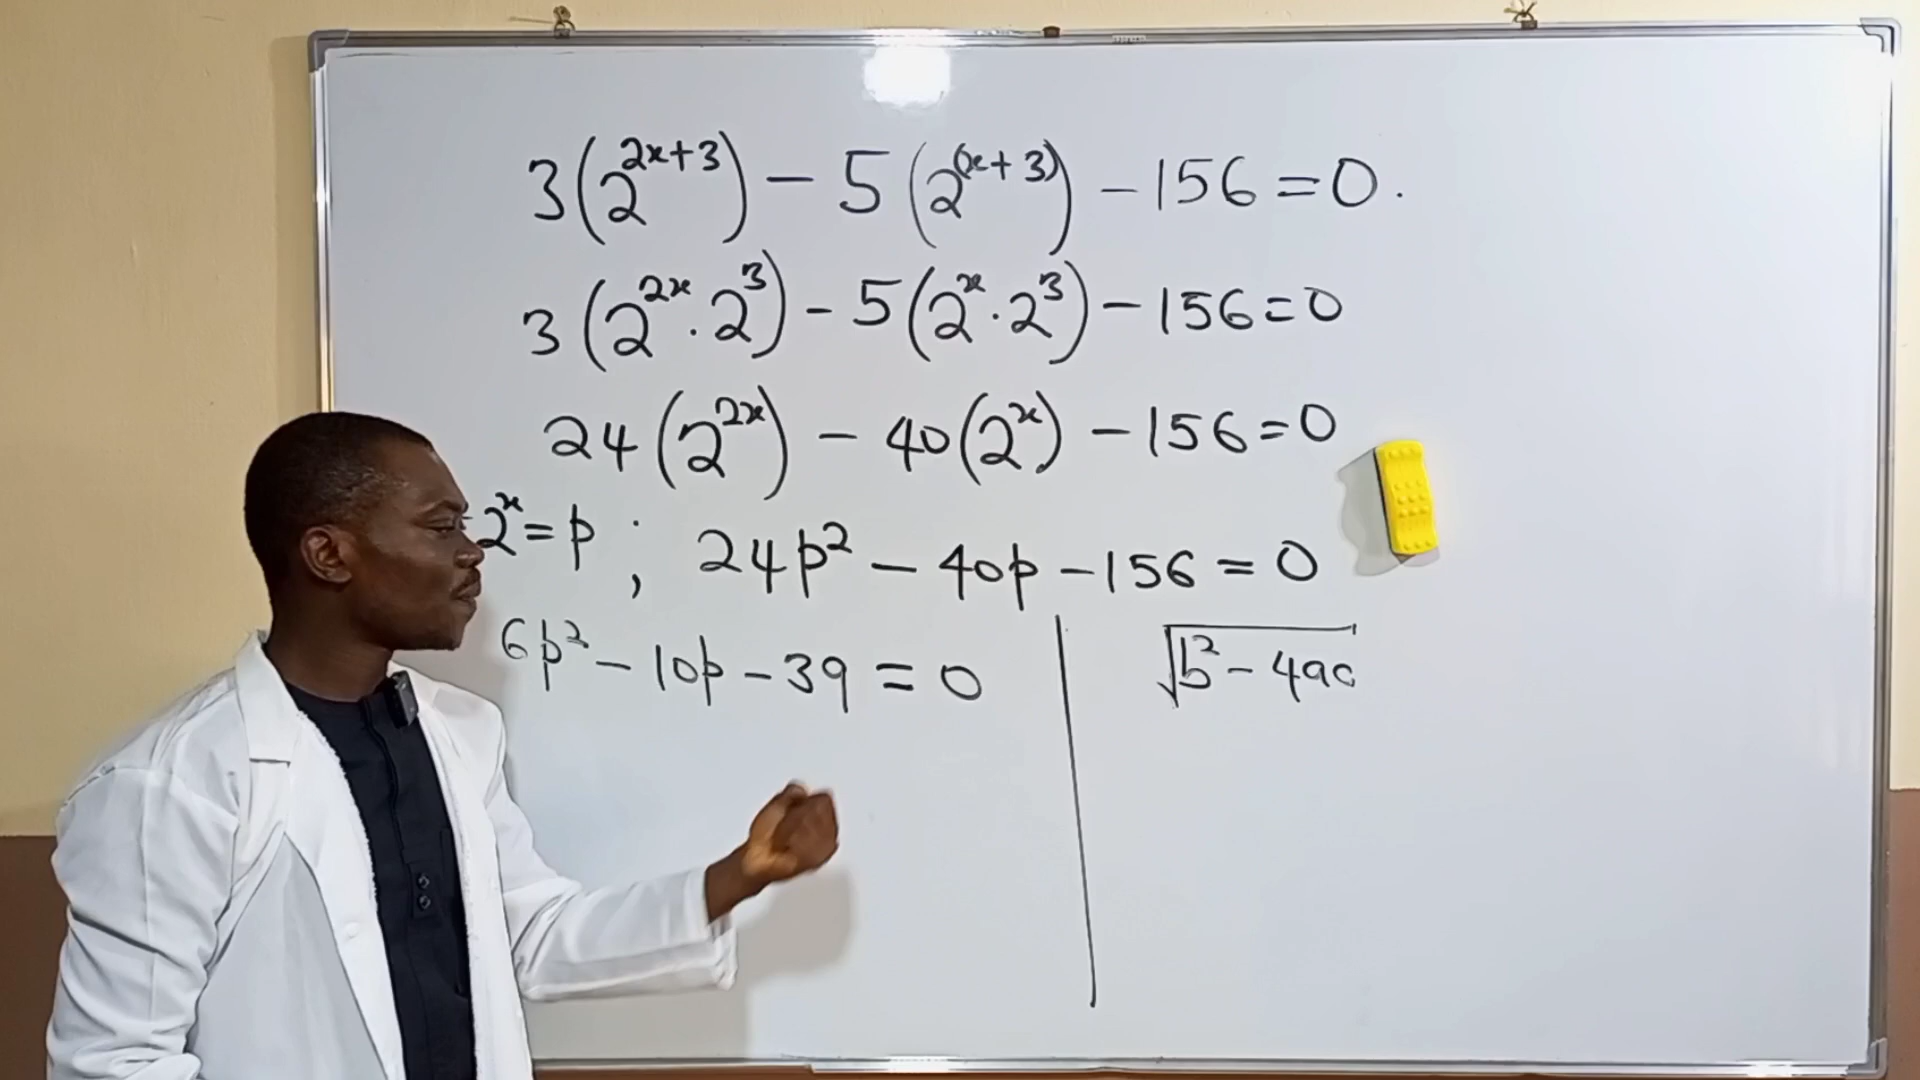 3(2^{2x+3}) - 5(2^{(x+3)}) - 156 = 0.
3(2^{2x} · 2^3) - 5(2^x · 2^3) - 156 = 0
24(2^{2x}) - 40(2^x) - 156 = 0
2^x = p ; 24p^2 - 40p - 156 = 0
6p^2 - 10p - 39 = 0
√(b^2 - 4ac)